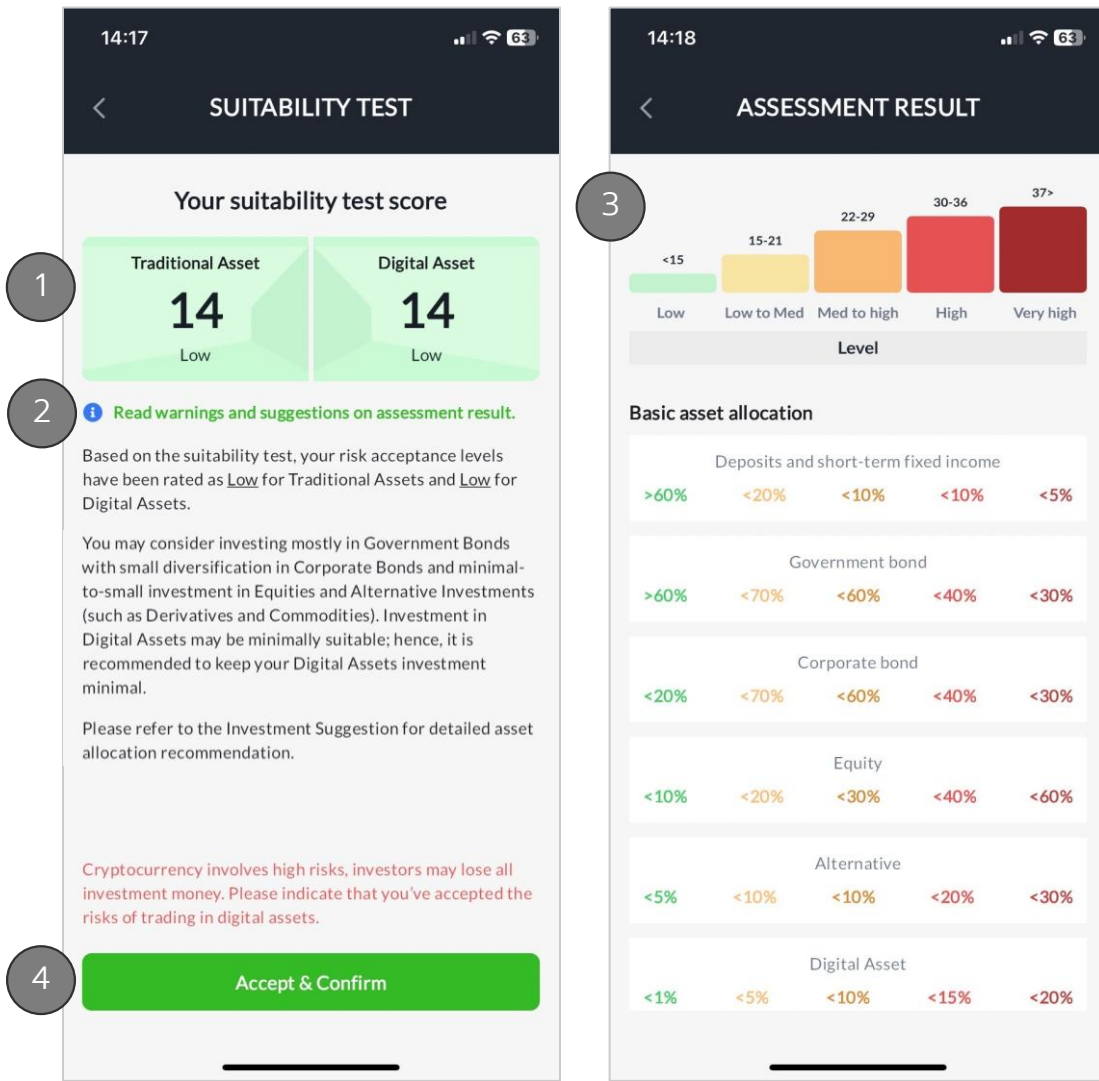 14:17
63
SUITABILITY TEST
Your suitability test score
1
Traditional Asset
14
Low
Digital Asset
14
Low
2
Read warnings and suggestions on assessment result.
Based on the suitability test, your risk acceptance levels
have been rated as Low for Traditional Assets and Low for
Digital Assets.
You may consider investing mostly in Government Bonds
with small diversification in Corporate Bonds and minimal-
to-small investment in Equities and Alternative Investments
(such as Derivatives and Commodities). Investment in
Digital Assets may be minimally suitable; hence, it is
recommended to keep your Digital Assets investment
minimal.
Please refer to the Investment Suggestion for detailed asset
allocation recommendation.
Cryptocurrency involves high risks, investors may lose all
investment money. Please indicate that you've accepted the
risks of trading in digital assets.
4
Accept & Confirm
14:18
63
ASSESSMENT RESULT
3
<15 15-21 22-29 30-36 37>
Low Low to Med Med to high High Very high
Level
Basic asset allocation
Deposits and short-term fixed income
>60% <20% <10% <10% <5%
Government bond
>60% <70% <60% <40% <30%
Corporate bond
<20% <70% <60% <40% <30%
Equity
<10% <20% <30% <40% <60%
Alternative
<5% <10% <10% <20% <30%
Digital Asset
<1% <5% <10% <15% <20%